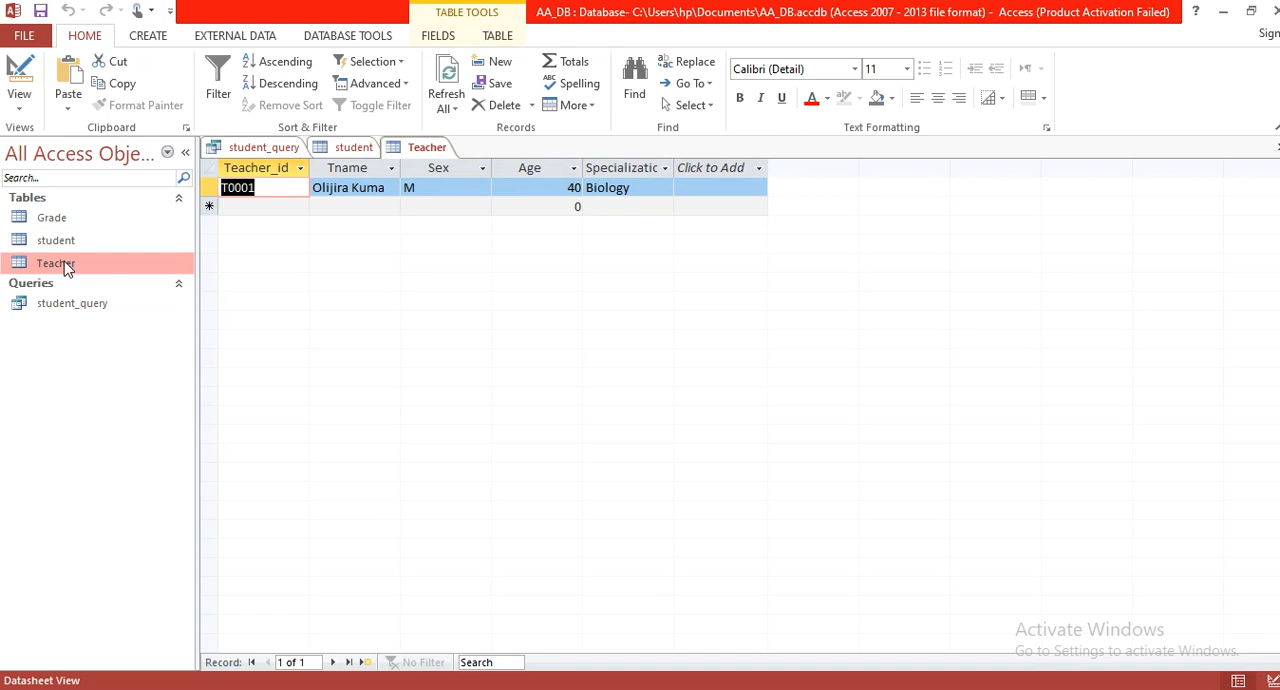 TABLE TOOLS
AA_DB : Database- C:\Users\hp\Documents\AA_DB.accdb (Access 2007 - 2013 file format) - Access (Product Activation Failed)
?
FILE HOME CREATE EXTERNAL DATA DATABASE TOOLS FIELDS TABLE
View
Views
Paste
Cut
Copy
Format Painter
Clipboard
Filter
Ascending
Descending
Remove Sort
Selection
Advanced
Toggle Filter
Sort & Filter
Refresh
All
New
Save
Delete
Totals
Spelling
More
Records
Find
Replace
Go To
Select
Find
Calibri (Detail) 11
B I U A
Text Formatting
All Access Obje...
Search...
Tables
Grade
student
Teacher
Queries
student_query
student_query student Teacher
Teacher_id Tname Sex Age Click to Add
T0001 Olijira Kuma M 40 Biology
0
Activate Windows
Go to Settings to activate Windows.
Record: 1 of 1 No Filter Search
Datasheet View